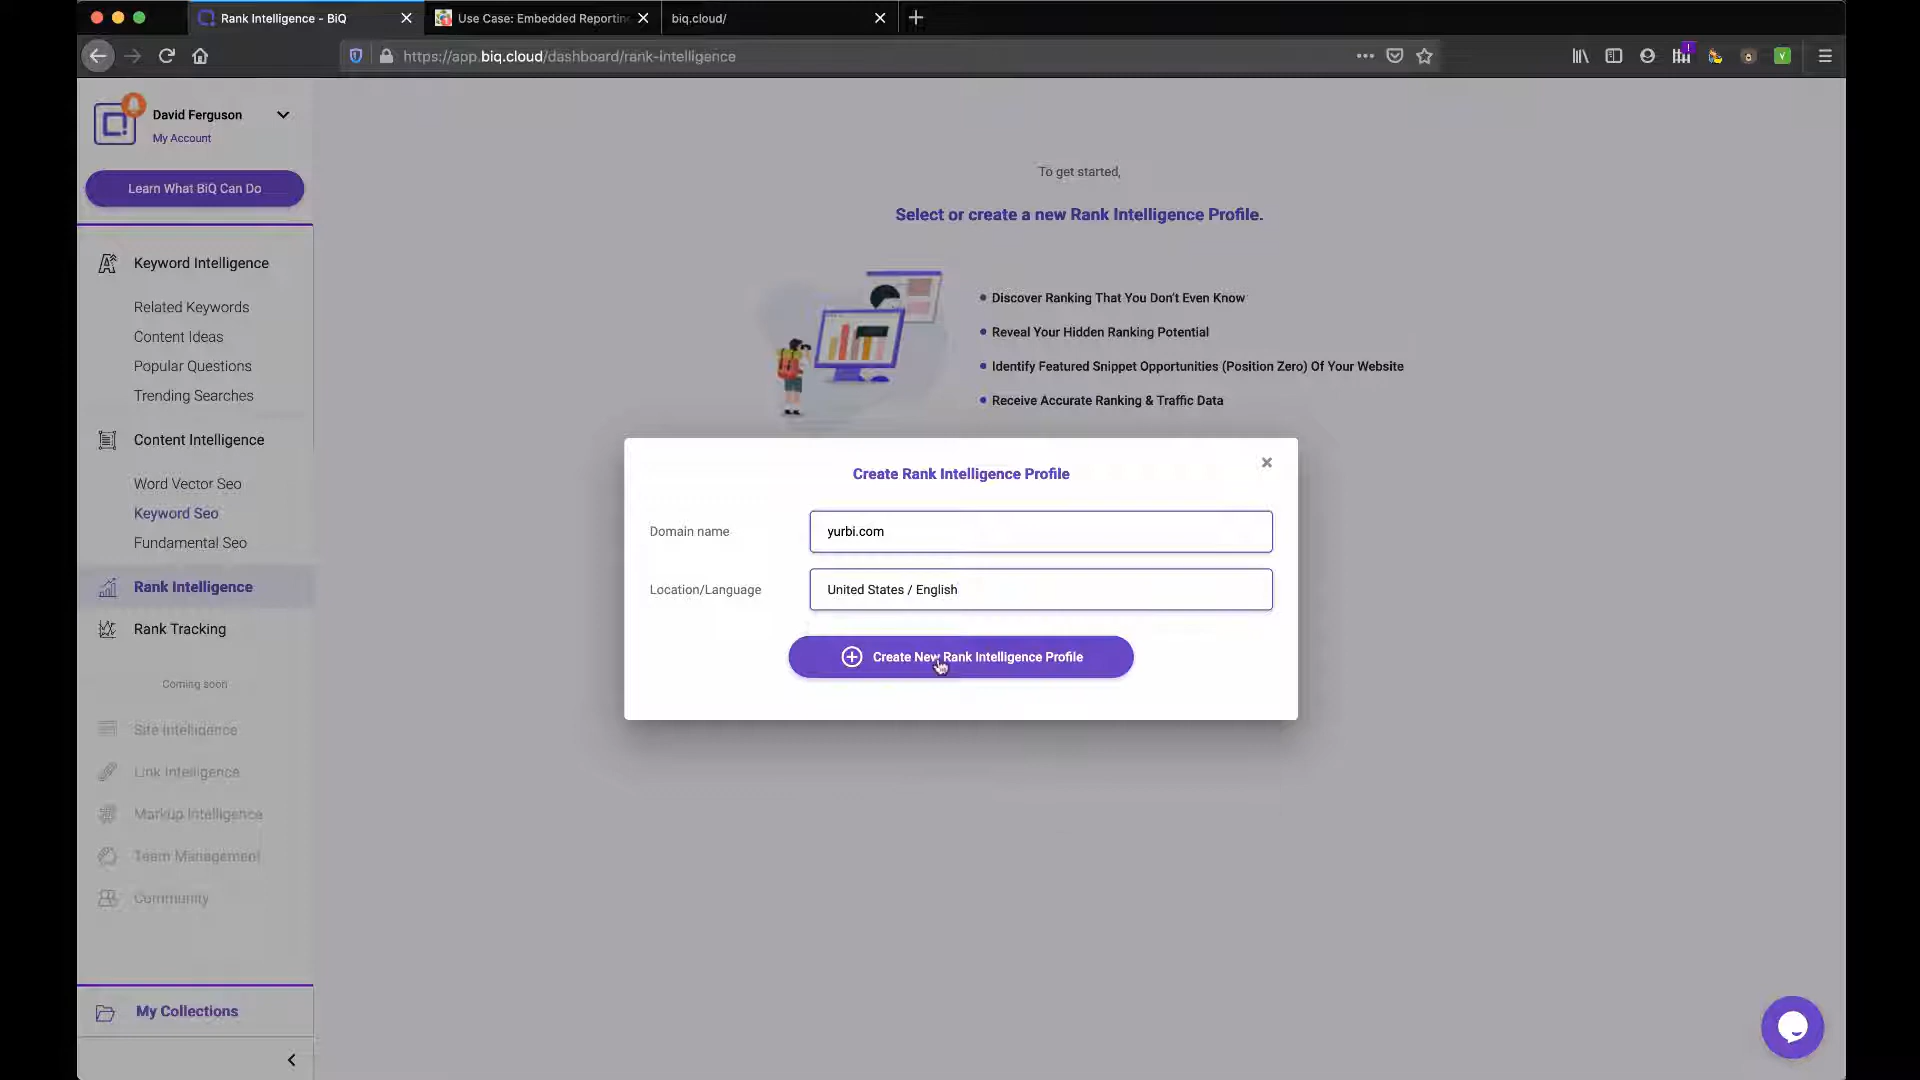 Rank Intelligence - BiQ
Use Case: Embedded Reporting
biq.cloud/
https://app.biq.cloud/dashboard/rank-intelligence
David Ferguson
My Account
Learn What BiQ Can Do
Keyword Intelligence
Related Keywords
Content Ideas
Popular Questions
Trending Searches
Content Intelligence
Word Vector Seo
Keyword Seo
Fundamental Seo
Rank Intelligence
Rank Tracking
Coming soon
Site Intelligence
Link Intelligence
Markup Intelligence
Team Management
Community
My Collections
To get started,
Select or create a new Rank Intelligence Profile.
Discover Ranking That You Don't Even Know
Reveal Your Hidden Ranking Potential
Identify Featured Snippet Opportunities (Position Zero) Of Your Website
Receive Accurate Ranking & Traffic Data
Create Rank Intelligence Profile
Domain name
yurbi.com
Location/Language
United States / English
Create New Rank Intelligence Profile